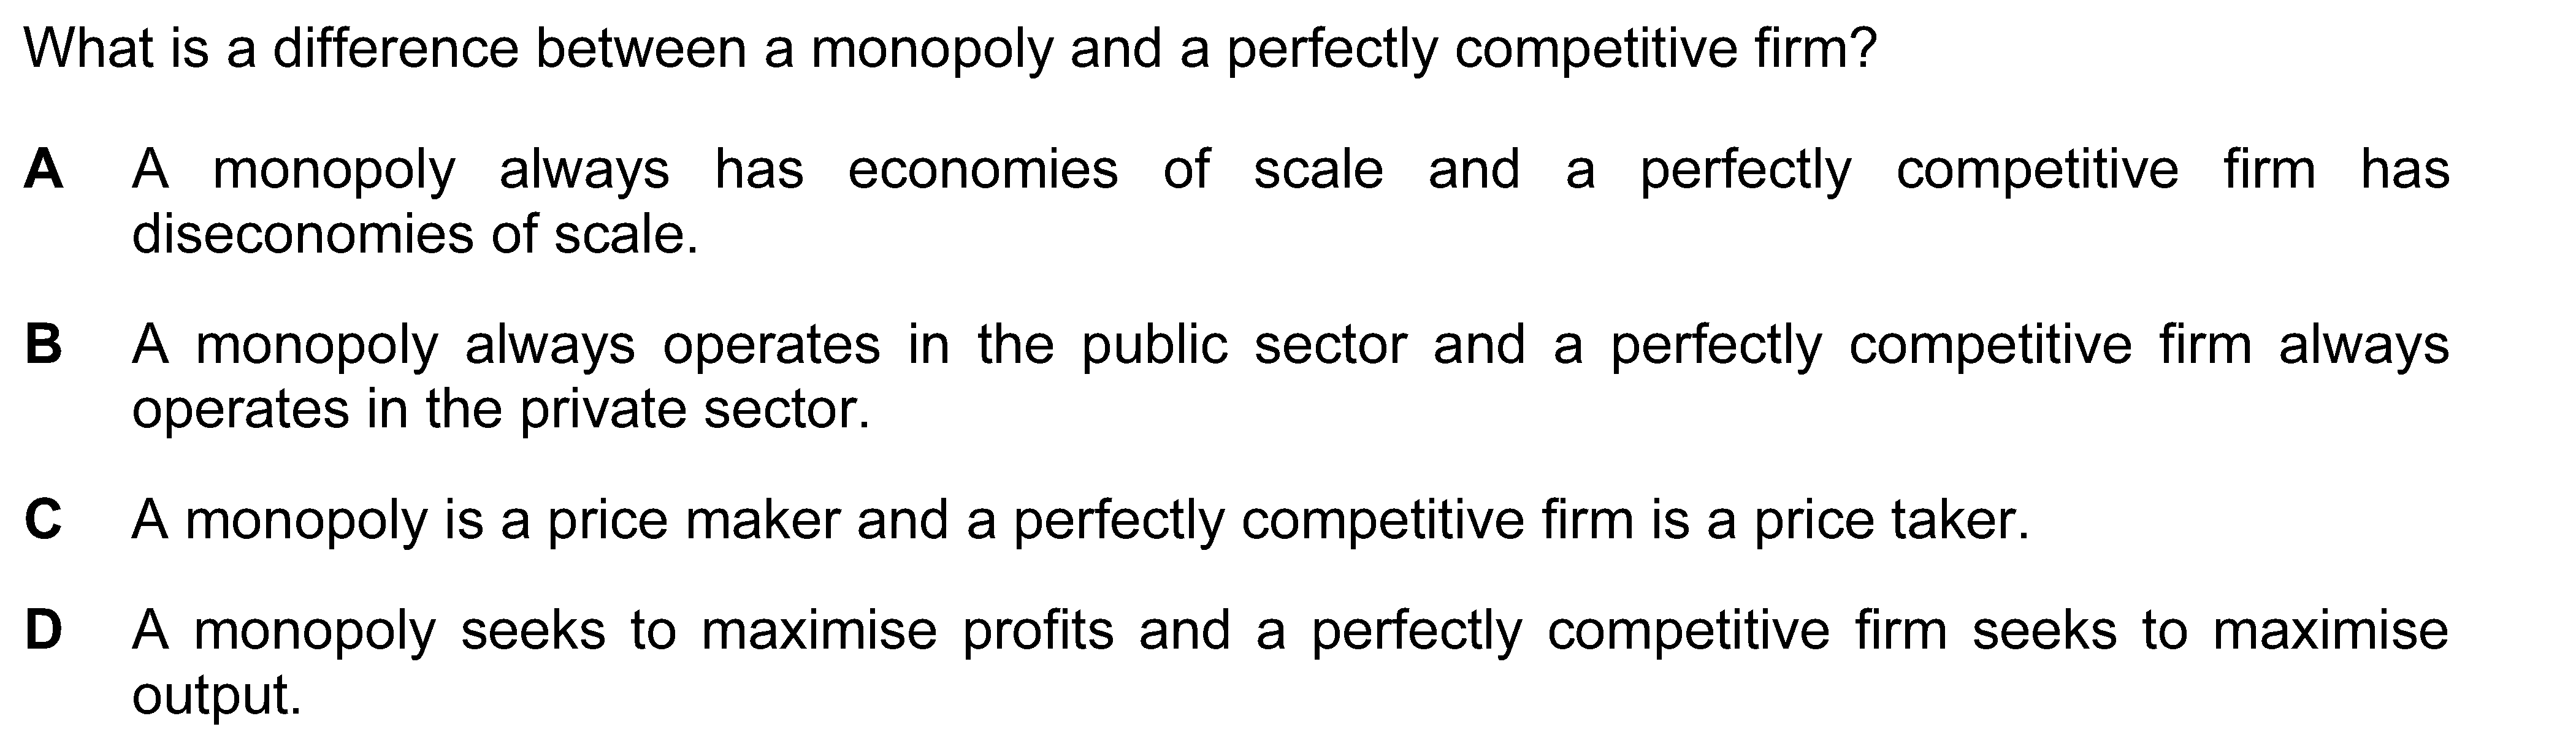 What is a difference between a monopoly and a perfectly competitive firm?
A A monopoly always has economies of scale and a perfectly competitive firm has
diseconomies of scale.
B A monopoly always operates in the public sector and a perfectly competitive firm always
operates in the private sector.
C A monopoly is a price maker and a perfectly competitive firm is a price taker.
D A monopoly seeks to maximise profits and a perfectly competitive firm seeks to maximise
output.